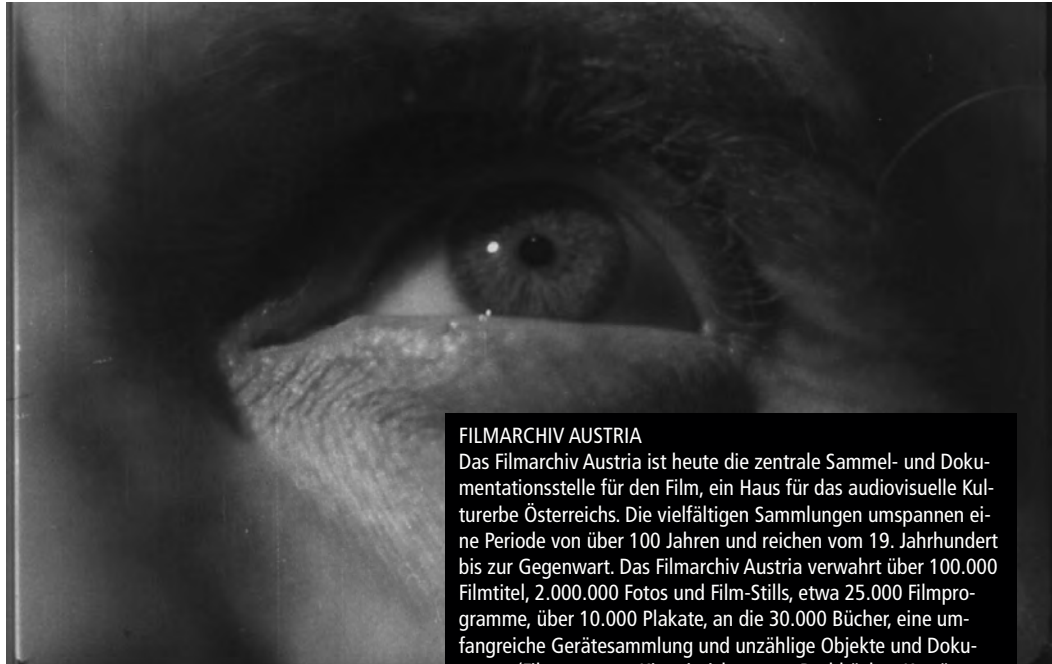 FILMARCHIV AUSTRIA
Das Filmarchiv Austria ist heute die zentrale Sammel- und Doku-
mentationsstelle für den Film, ein Haus für das audiovisuelle Kul-
turerbe Österreichs. Die vielfältigen Sammlungen umspannen ei-
ne Periode von über 100 Jahren und reichen vom 19. Jahrhundert
bis zur Gegenwart. Das Filmarchiv Austria verwahrt über 100.000
Filmtitel, 2.000.000 Fotos und Film-Stills, etwa 25.000 Filmpro-
gramme, über 10.000 Plakate, an die 30.000 Bücher, eine um-
fangreiche Gerätesammlung und unzählige Objekte und Doku-